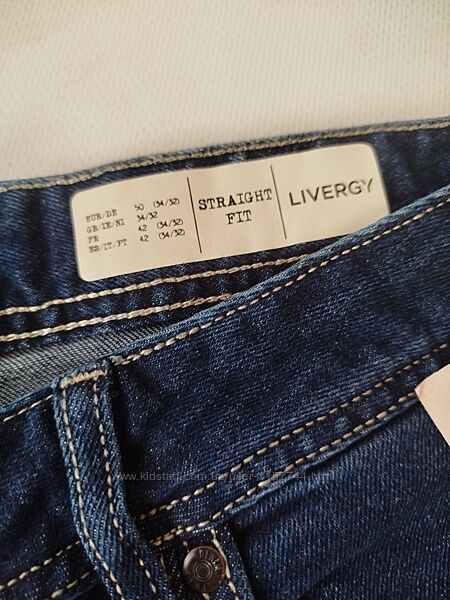 EUR/DE 50 (34/32)
GB/IE/NI 34/32
FR 42 (34/32)
ES/IT/PT 42 (34/32)
STRAIGHT
FIT
LIVERGY